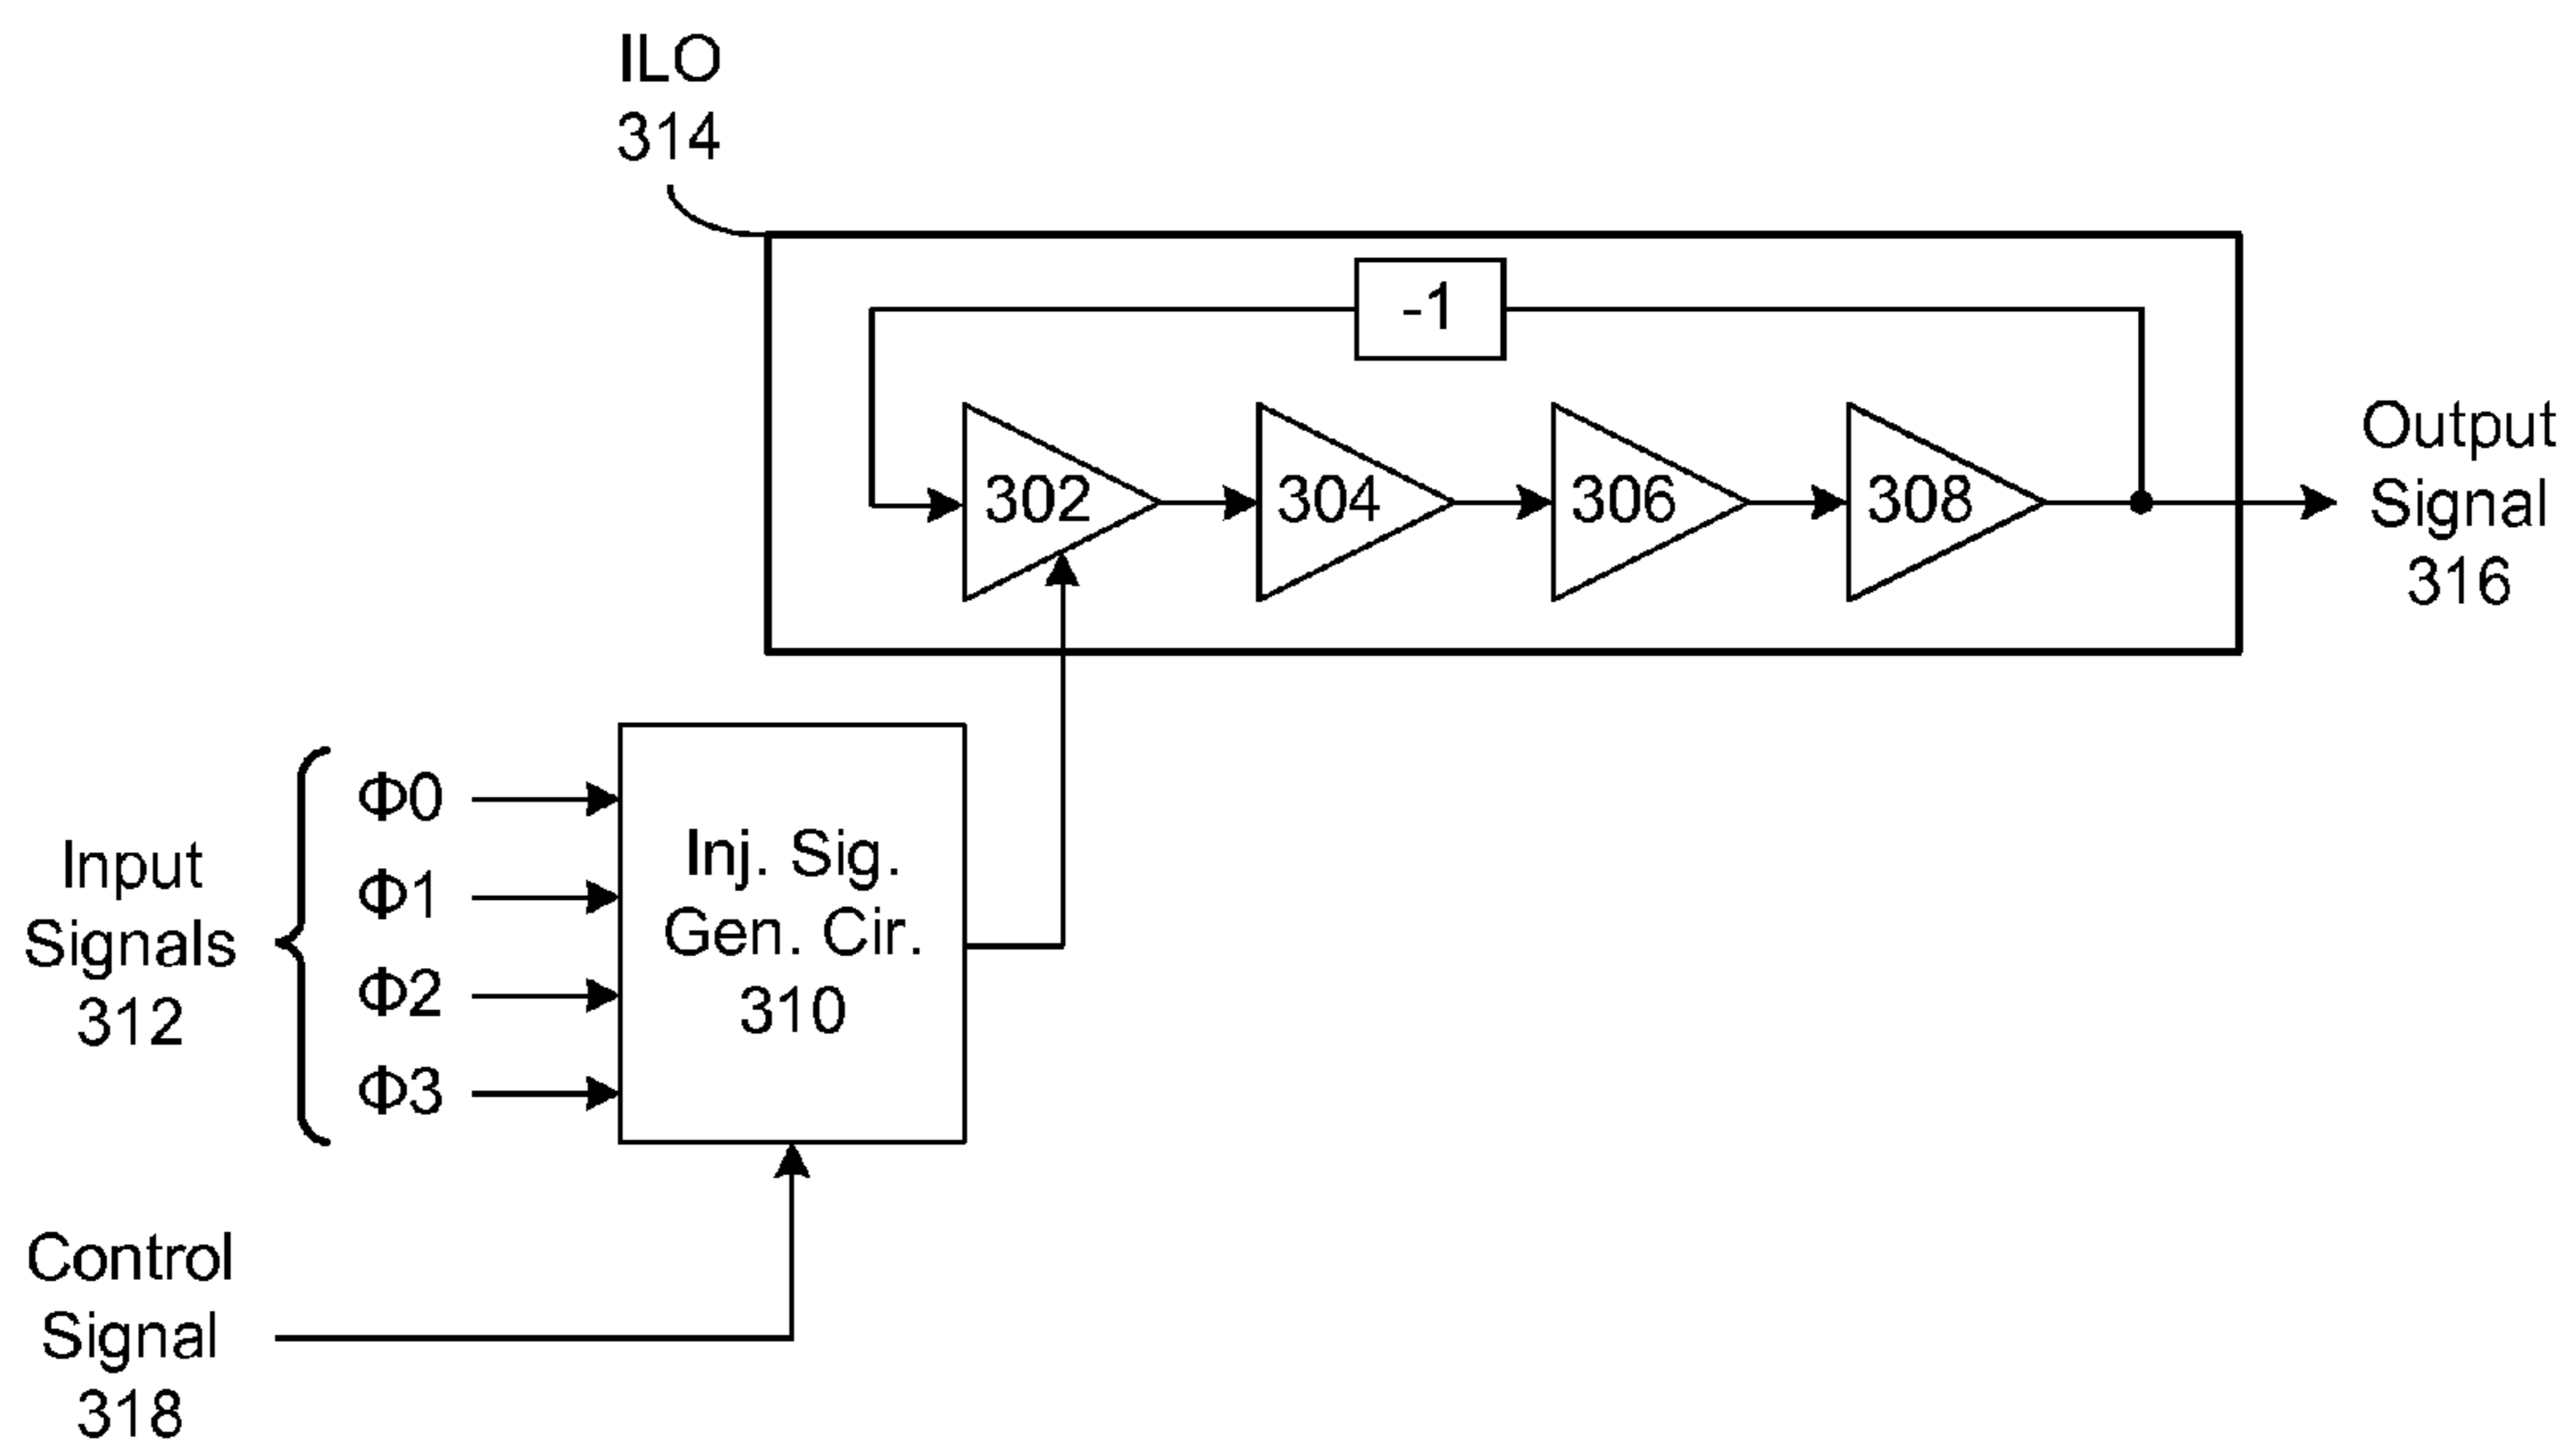 ILO
314
-1
302
304
306
308
Output
Signal
316
Input
Signals
312
Φ0
Φ1
Φ2
Φ3
Inj. Sig.
Gen. Cir.
310
Control
Signal
318